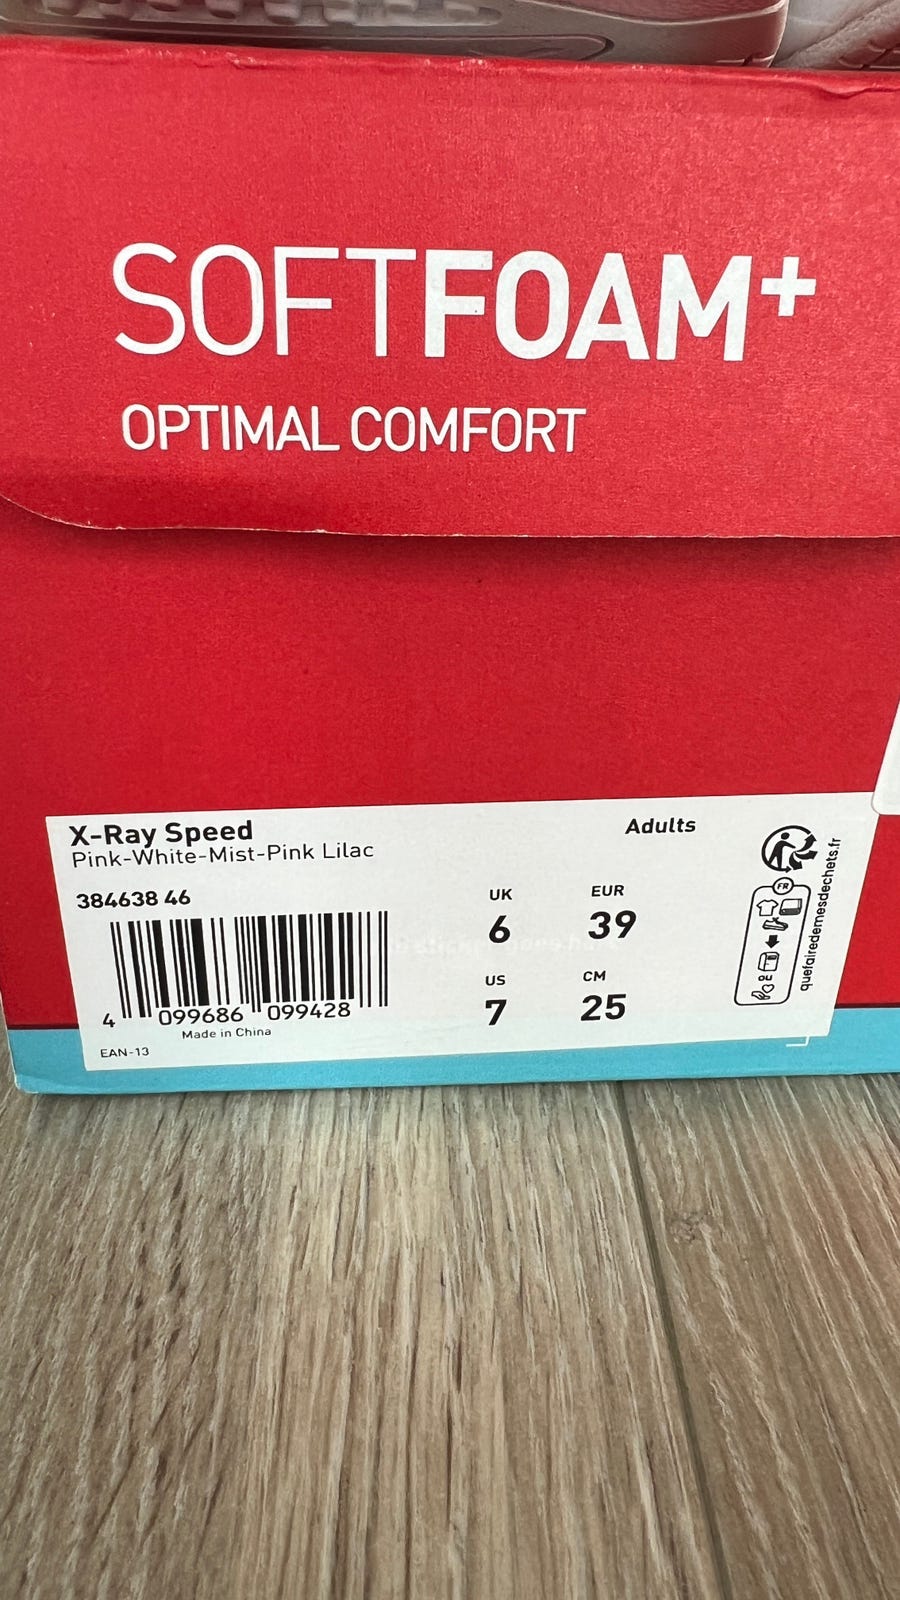 SOFTFOAM+
OPTIMAL COMFORT
X-Ray Speed
Pink-White-Mist-Pink Lilac
Adults
384638 46
UK
6
EUR
39
US
7
CM
25
4 099686 099428
Made in China
EAN-13
FR
quefairedemesdechets.fr